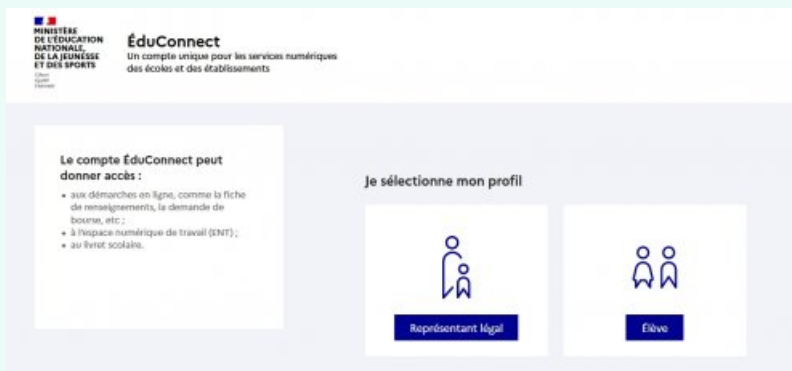 MINISTÈRE
DE L'ÉDUCATION
NATIONALE,
DE LA JEUNESSE
ET DES SPORTS
ÉduConnect
Un compte unique pour les services numériques
des écoles et des établissements
Le compte ÉduConnect peut
donner accès :
• aux démarches en ligne, comme la fiche
de renseignements, la demande de
bourse, etc ;
• à l'espace numérique de travail (ENT) ;
• au livret scolaire.
Je sélectionne mon profil
Représentant légal
Élève